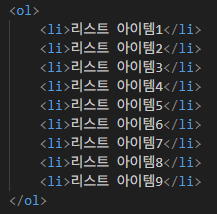 <ol>
    <li>리스트 아이템1</li>
    <li>리스트 아이템2</li>
    <li>리스트 아이템3</li>
    <li>리스트 아이템4</li>
    <li>리스트 아이템5</li>
    <li>리스트 아이템6</li>
    <li>리스트 아이템7</li>
    <li>리스트 아이템8</li>
    <li>리스트 아이템9</li>
</ol>